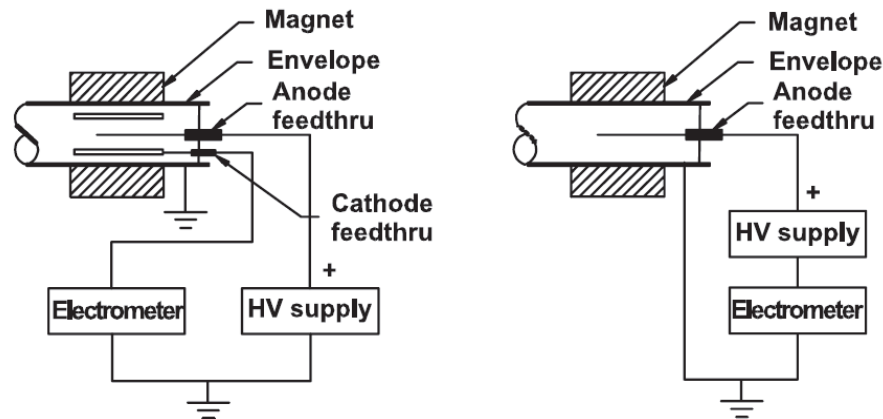 Magnet
Envelope
Anode
feedthru
Cathode
feedthru
+
Electrometer
HV supply
Magnet
Envelope
Anode
feedthru
+
HV supply
Electrometer